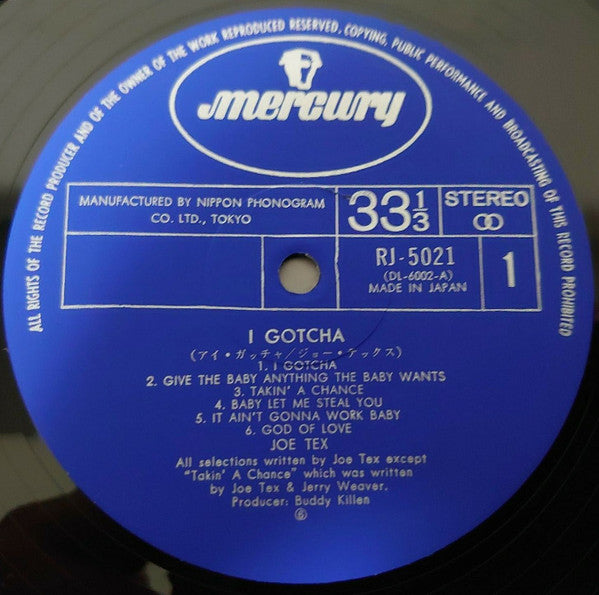 ALL RIGHTS OF THE RECORD PRODUCER AND OF THE OWNER OF THE WORK REPRODUCED RESERVED. COPYING, PUBLIC PERFORMANCE AND BROADCASTING OF THIS RECORD PROHIBITED
mercury
MANUFACTURED BY NIPPON PHONOGRAM
CO. LTD., TOKYO
33 1/3
STEREO
RJ-5021
(DL-6002-A)
MADE IN JAPAN
1
I GOTCHA
(アイ・ガッチャ/ジョー・テックス)
1. I GOTCHA
2. GIVE THE BABY ANYTHING THE BABY WANTS
3. TAKIN' A CHANCE
4. BABY LET ME STEAL YOU
5. IT AIN'T GONNA WORK BABY
6. GOD OF LOVE
JOE TEX
All selections written by Joe Tex except
"Takin' A Chance" which was written
by Joe Tex & Jerry Weaver.
Producer: Buddy Killen